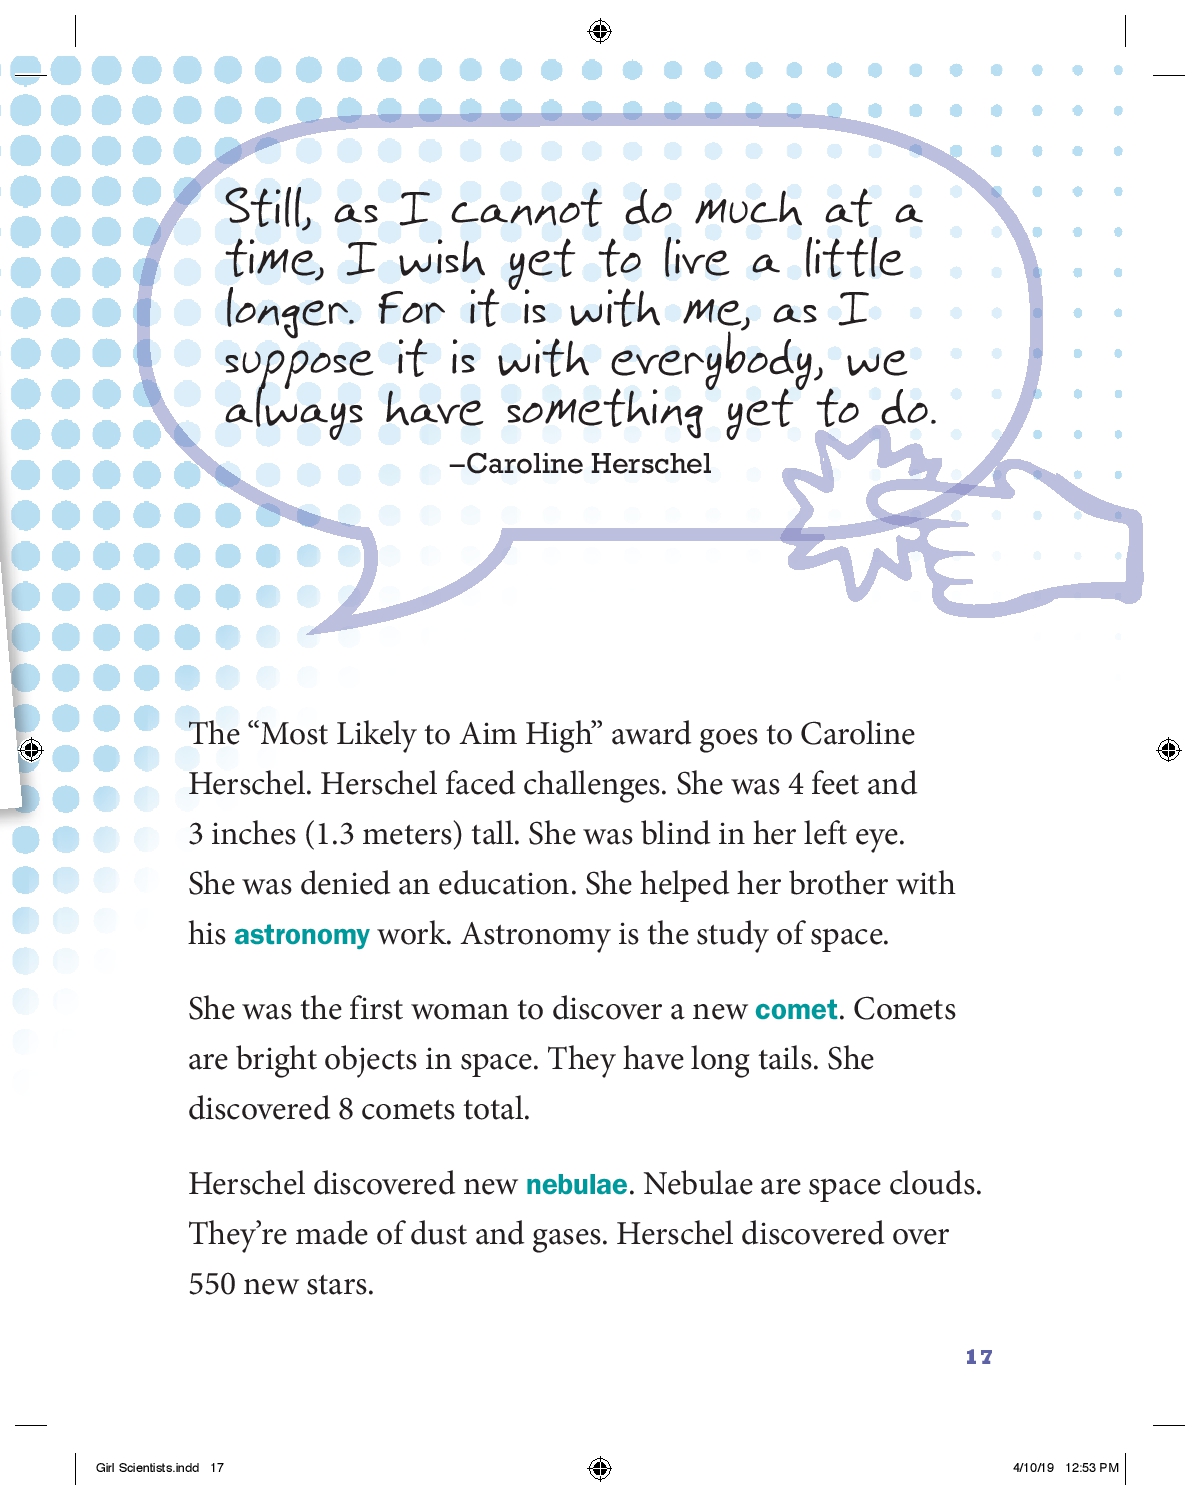 Still, as I cannot do much at a
time, I wish yet to live a little
longer. For it is with me, as I
suppose it is with everybody, we
always have something yet to do.
–Caroline Herschel
The “Most Likely to Aim High” award goes to Caroline
Herschel. Herschel faced challenges. She was 4 feet and
3 inches (1.3 meters) tall. She was blind in her left eye.
She was denied an education. She helped her brother with
his astronomy work. Astronomy is the study of space.
She was the first woman to discover a new comet. Comets
are bright objects in space. They have long tails. She
discovered 8 comets total.
Herschel discovered new nebulae. Nebulae are space clouds.
They’re made of dust and gases. Herschel discovered over
550 new stars.
17
Girl Scientists.indd 17
4/10/19 12:53 PM